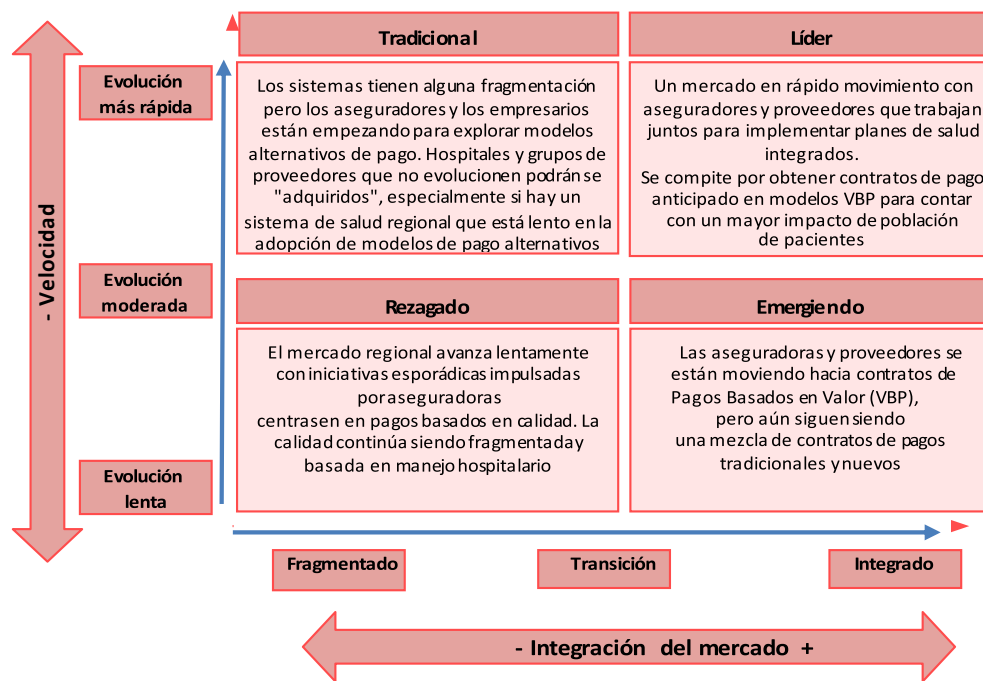 Tradicional
Líder
Evolución
más rápida
Los sistemas tienen alguna fragmentación
pero los aseguradores y los empresarios
están empezando para explorar modelos
alternativos de pago. Hospitales y grupos de
proveedores que no evolucionen podrán se
"adquiridos", especialmente si hay un
sistema de salud regional que está lento en la
adopción de modelos de pago alternativos
Un mercado en rápido movimiento con
aseguradores y proveedores que trabajan
juntos para implementar planes de salud
integrados.
Se compite por obtener contratos de pago
anticipado en modelos VBP para contar
con un mayor impacto de población
de pacientes
- Velocidad
Evolución
moderada
Rezagado
Emergiendo
El mercado regional avanza lentamente
con iniciativas esporádicas impulsadas
por aseguradoras
centrasen en pagos basados en calidad. La
calidad continúa siendo fragmentada y
basada en manejo hospitalario
Las aseguradoras y proveedores se
están moviendo hacia contratos de
Pagos Basados en Valor (VBP),
pero aún siguen siendo
una mezcla de contratos de pagos
tradicionales y nuevos
Evolución
lenta
Fragmentado
Transición
Integrado
- Integración del mercado +